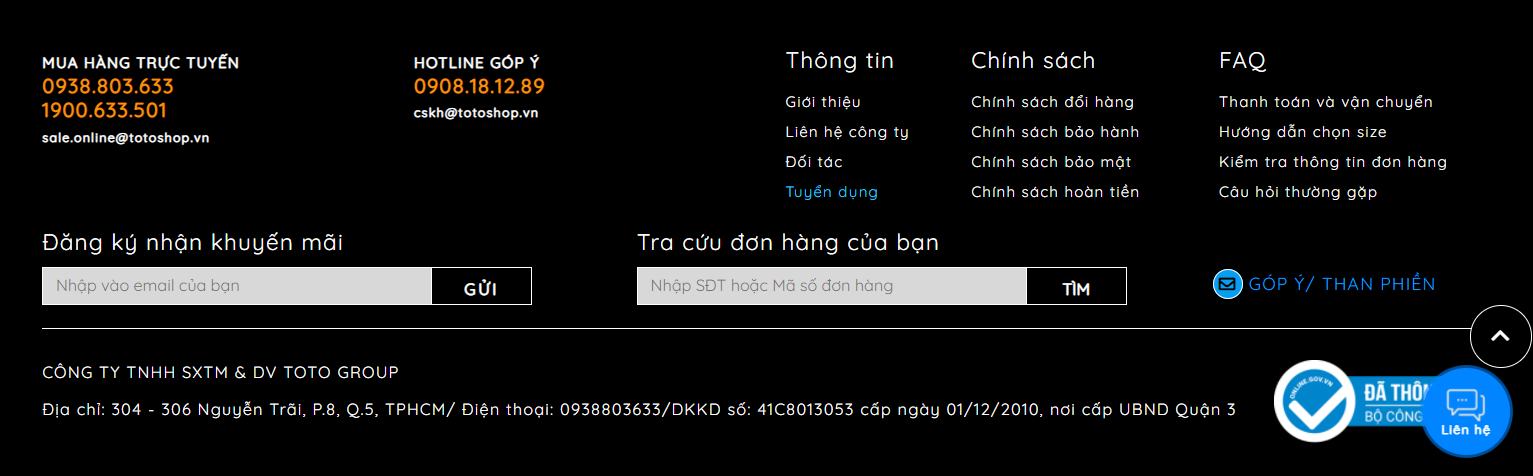 MUA HÀNG TRỰC TUYẾN
0938.803.633
1900.633.501
sale.online@totoshop.vn
HOTLINE GÓP Ý
0908.18.12.89
cskh@totoshop.vn
Thông tin
Giới thiệu
Liên hệ công ty
Đối tác
Tuyển dụng
Chính sách
Chính sách đổi hàng
Chính sách bảo hành
Chính sách bảo mật
Chính sách hoàn tiền
FAQ
Thanh toán và vận chuyển
Hướng dẫn chọn size
Kiểm tra thông tin đơn hàng
Câu hỏi thường gặp
Đăng ký nhận khuyến mãi
Nhập vào email của bạn
GỬI
Tra cứu đơn hàng của bạn
Nhập SĐT hoặc Mã số đơn hàng
TÌM
GÓP Ý/ THAN PHIỀN
CÔNG TY TNHH SXTM & DV TOTO GROUP
Địa chỉ: 304 - 306 Nguyễn Trãi, P.8, Q.5, TPHCM/ Điện thoại: 0938803633/DKKD số: 41C8013053 cấp ngày 01/12/2010, nơi cấp UBND Quận 3
ONLINE.GOV.VN
ĐÃ THÔN
BỘ CÔNG
Liên hệ